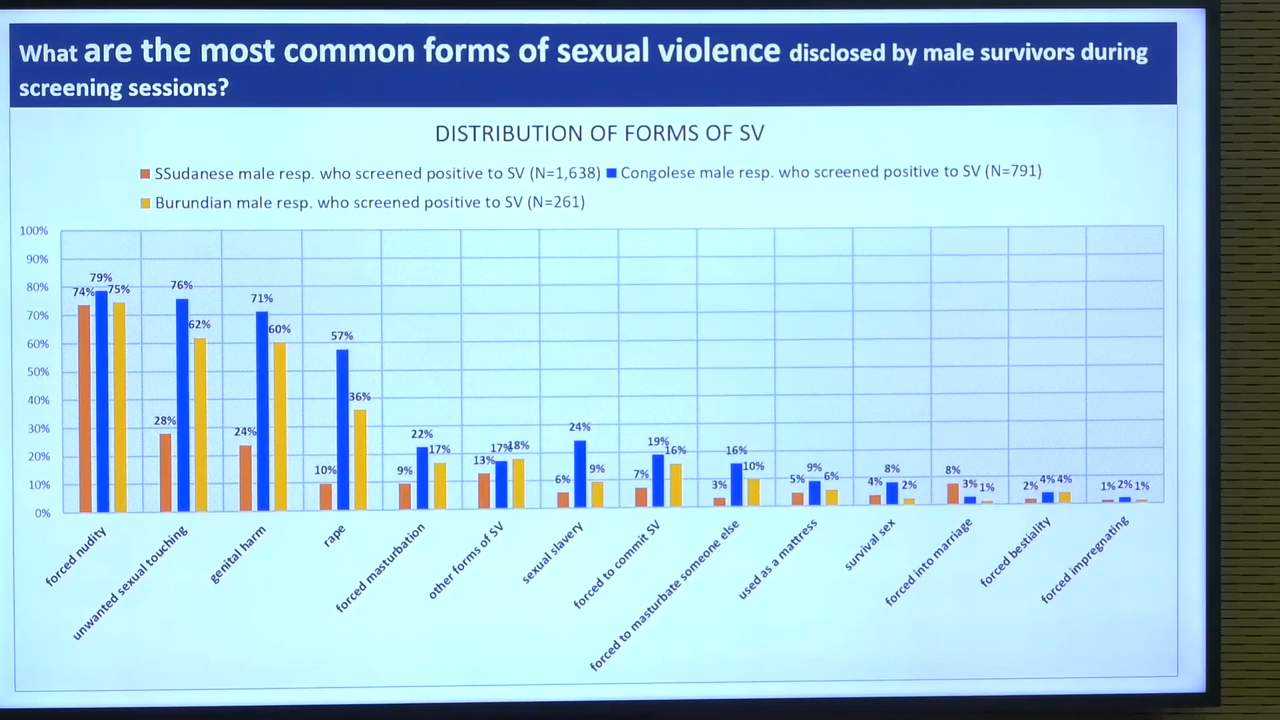 What are the most common forms of sexual violence disclosed by male survivors during
screening sessions?
DISTRIBUTION OF FORMS OF SV
SSudanese male resp. who screened positive to SV (N=1,638)
Congolese male resp. who screened positive to SV (N=791)
Burundian male resp. who screened positive to SV (N=261)
100%
90%
80%
70%
60%
50%
40%
30%
20%
10%
0%
74%
79%
75%
28%
76%
62%
24%
71%
60%
10%
57%
36%
9%
22%
17%
13%
17%
18%
6%
24%
9%
7%
19%
16%
3%
16%
10%
5%
9%
6%
4%
8%
2%
8%
3%
1%
2%
4%
4%
1%
2%
1%
forced nudity
unwanted sexual touching
genital harm
rape
forced masturbation
other forms of SV
sexual slavery
forced to commit SV
forced to masturbate someone else
used as a mattress
survival sex
forced into marriage
forced bestiality
forced impregnating